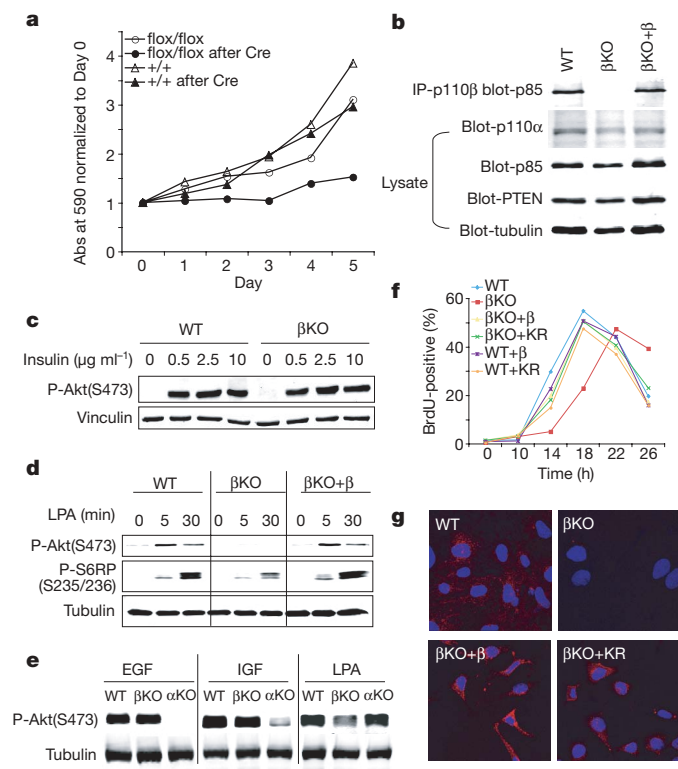 a
flox/flox
flox/flox after Cre
+/+
+/+ after Cre
Abs at 590 normalized to Day 0
4
3
2
1
0
0 1 2 3 4 5
Day
b
WT βKO βKO+β
IP-p110β blot-p85
Blot-p110α
Blot-p85
Lysate
Blot-PTEN
Blot-tubulin
c
WT βKO
Insulin (μg ml⁻¹) 0 0.5 2.5 10 0 0.5 2.5 10
P-Akt(S473)
Vinculin
d
WT βKO βKO+β
LPA (min) 0 5 30 0 5 30 0 5 30
P-Akt(S473)
P-S6RP
(S235/236)
Tubulin
e
EGF IGF LPA
WT βKO αKO WT βKO αKO WT βKO αKO
P-Akt(S473)
Tubulin
f
WT
βKO
βKO+β
βKO+KR
WT+β
WT+KR
BrdU-positive (%)
60
40
20
0
0 10 14 18 22 26
Time (h)
g
WT βKO
βKO+β βKO+KR